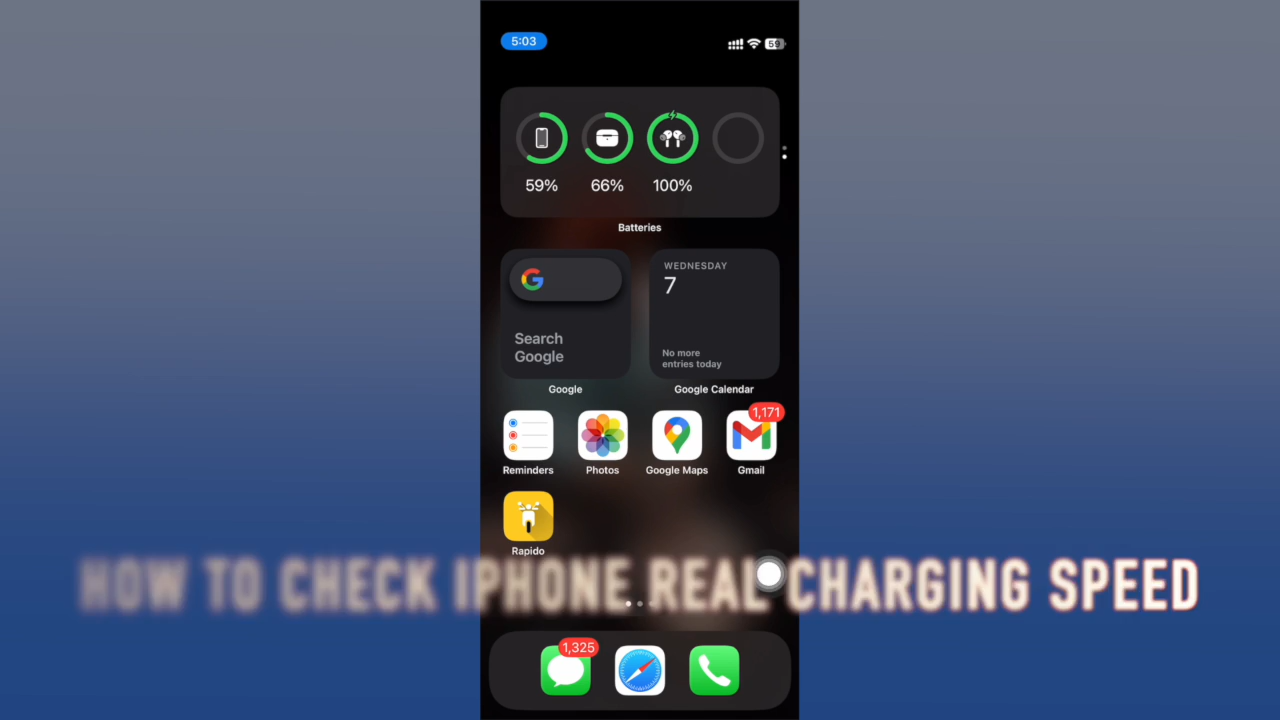 5:03
59
59% 66% 100%
Batteries
Search
Google
WEDNESDAY
7
No more
entries today
Google Google Calendar
1,171
Reminders Photos Google Maps Gmail
Rapido
HOW TO CHECK IPHONE REAL CHARGING SPEED
1,325